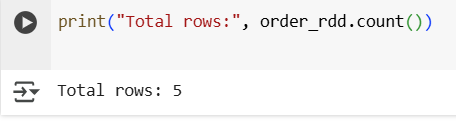 print("Total rows:", order_rdd.count())
Total rows: 5